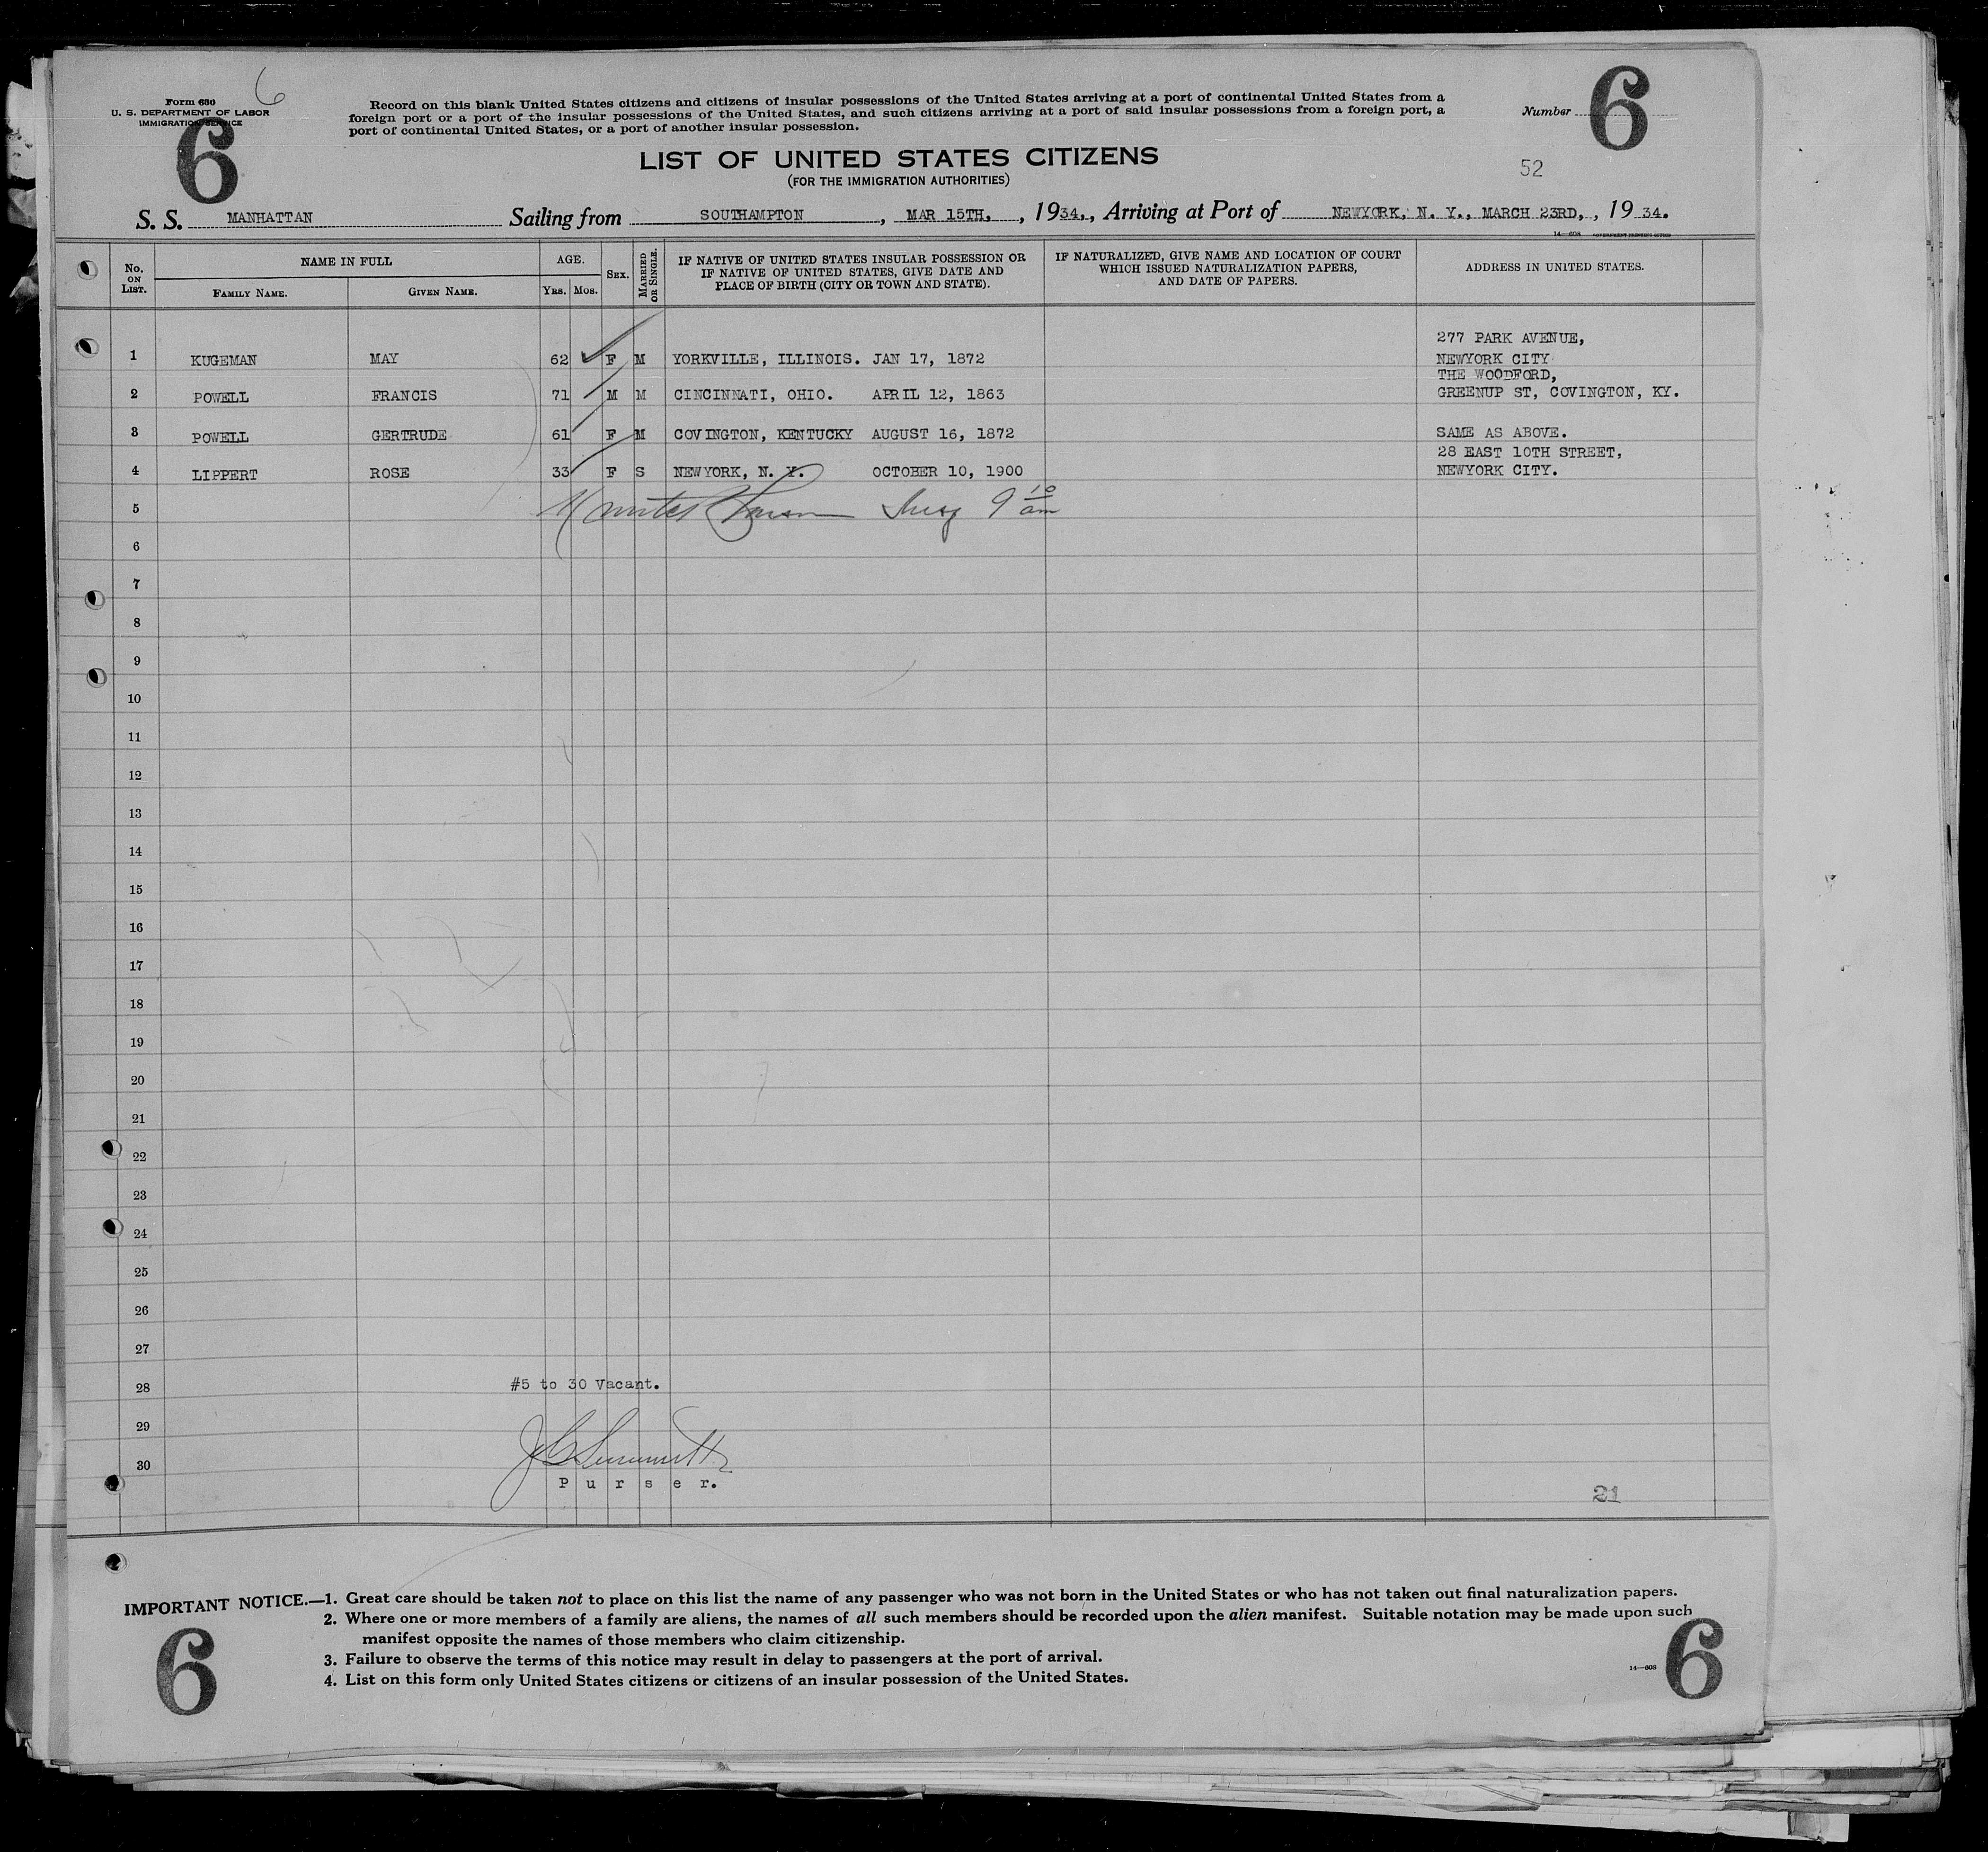 6
Form 630
U. S. DEPARTMENT OF LABOR
IMMIGRATION SERVICE
6
Record on this blank United States citizens and citizens of insular possessions of the United States arriving at a port of continental United States from a
foreign port or a port of the insular possessions of the United States, and such citizens arriving at a port of said insular possessions from a foreign port, a
port of continental United States, or a port of another insular possession.
Number 6
LIST OF UNITED STATES CITIZENS
(FOR THE IMMIGRATION AUTHORITIES)
52
S. S. MANHATTAN Sailing from SOUTHAMPTON, MAR 15TH, , 1934., Arriving at Port of NEWYORK, N. Y., MARCH 23RD, , 19 34.
14—608 GOVERNMENT PRINTING OFFICE
No. ON LIST. NAME IN FULL AGE. SEX. MARRIED OR SINGLE. IF NATIVE OF UNITED STATES INSULAR POSSESSION OR IF NATIVE OF UNITED STATES, GIVE DATE AND PLACE OF BIRTH (CITY OR TOWN AND STATE). IF NATURALIZED, GIVE NAME AND LOCATION OF COURT WHICH ISSUED NATURALIZATION PAPERS, AND DATE OF PAPERS. ADDRESS IN UNITED STATES.
FAMILY NAME. GIVEN NAME. YRS. MOS.
277 PARK AVENUE,
1 KUGEMAN MAY 62 F M YORKVILLE, ILLINOIS. JAN 17, 1872 NEWYORK CITY
THE WOODFORD,
2 POWELL FRANCIS 71 M M CINCINNATI, OHIO. APRIL 12, 1863 GREENUP ST, COVINGTON, KY.
3 POWELL GERTRUDE 61 F M COVINGTON, KENTUCKY AUGUST 16, 1872 SAME AS ABOVE.
28 EAST 10TH STREET,
4 LIPPERT ROSE 33 F S NEWYORK, N. Y. OCTOBER 10, 1900 NEWYORK CITY.
5 9 10 am
6
7
8
9
10
11
12
13
14
15
16
17
18
19
20
21
22
23
24
25
26
27
28 #5 to 30 Vacant.
29
30
Purser.
21
IMPORTANT NOTICE.—1. Great care should be taken not to place on this list the name of any passenger who was not born in the United States or who has not taken out final naturalization papers.
2. Where one or more members of a family are aliens, the names of all such members should be recorded upon the alien manifest. Suitable notation may be made upon such
manifest opposite the names of those members who claim citizenship.
3. Failure to observe the terms of this notice may result in delay to passengers at the port of arrival.
4. List on this form only United States citizens or citizens of an insular possession of the United States.
14—608
6
6